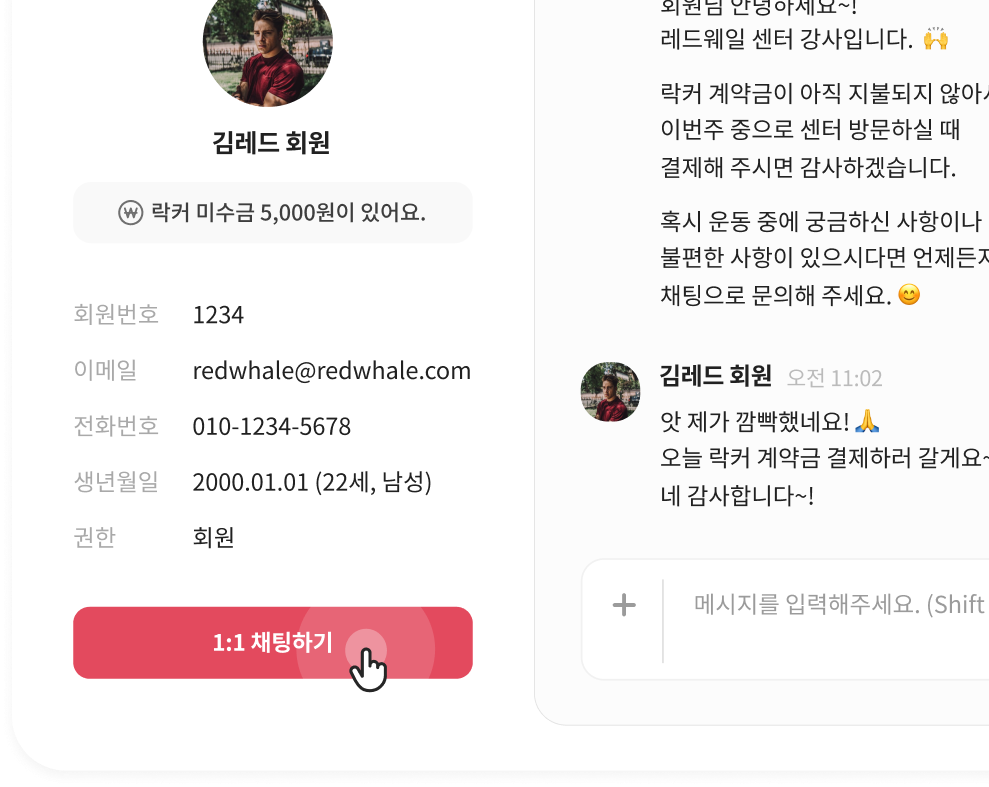 김레드 회원
₩ 락커 미수금 5,000원이 있어요.
회원번호 1234
이메일 redwhale@redwhale.com
전화번호 010-1234-5678
생년월일 2000.01.01 (22세, 남성)
권한 회원
1:1 채팅하기
회원님 안녕하세요~!
레드웨일 센터 강사입니다. 🙌
락커 계약금이 아직 지불되지 않아
이번주 중으로 센터 방문하실 때
결제해 주시면 감사하겠습니다.
혹시 운동 중에 궁금하신 사항이나
불편한 사항이 있으시다면 언제든지
채팅으로 문의해 주세요. 😊
김레드 회원 오전 11:02
앗 제가 깜빡했네요! 🙏
오늘 락커 계약금 결제하러 갈게요~
네 감사합니다~!
메시지를 입력해주세요. (Shift